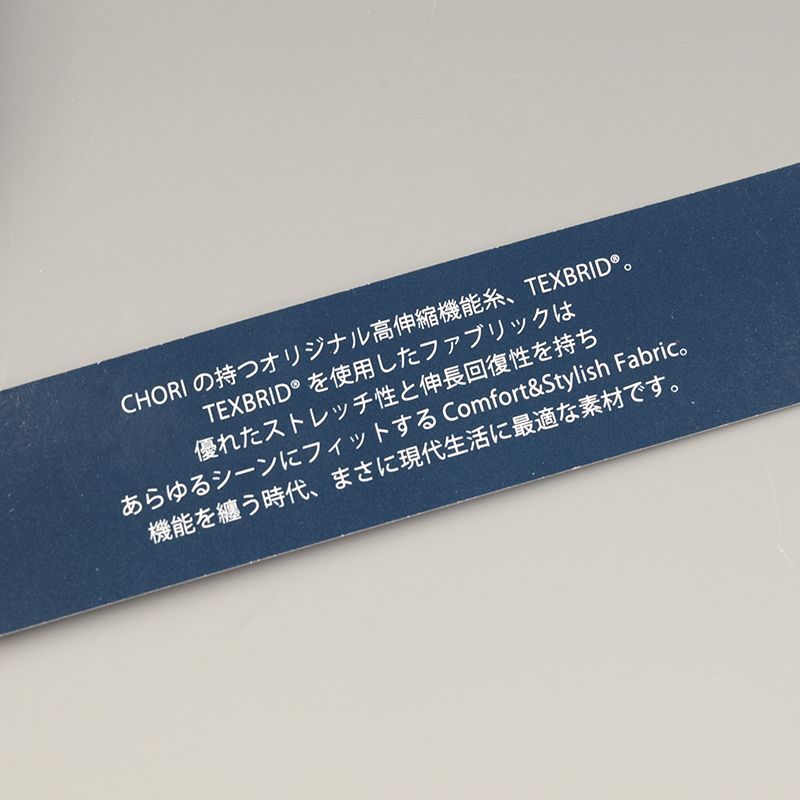 CHORI の持つオリジナル高伸縮機能糸、TEXBRID®。
TEXBRID® を使用したファブリックは
優れたストレッチ性と伸長回復性を持ち
あらゆるシーンにフィットする Comfort&Stylish Fabric。
機能を纏う時代、まさに現代生活に最適な素材です。